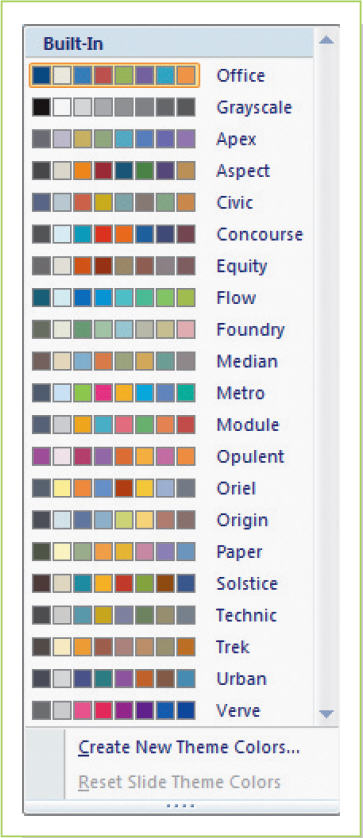 Built-In
Office
Grayscale
Apex
Aspect
Civic
Concourse
Equity
Flow
Foundry
Median
Metro
Module
Opulent
Oriel
Origin
Paper
Solstice
Technic
Trek
Urban
Verve
Create New Theme Colors...
Reset Slide Theme Colors